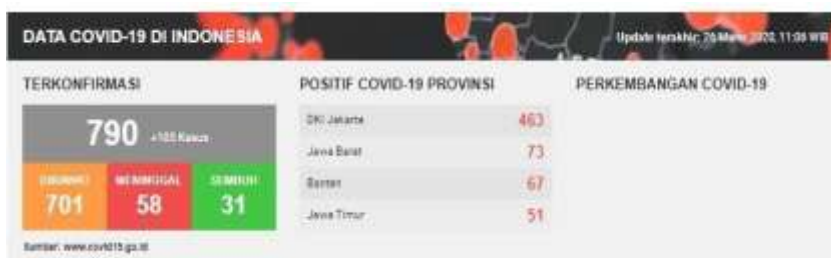 DATA COVID-19 DI INDONESIA
Update terakhir: 26 Maret 2020, 11:08 WIB
TERKONFIRMASI
790 +105 Kasus
DIRAWAT MENINGGAL SEMBUH
701 58 31
Sumber: www.covid19.go.id
POSITIF COVID-19 PROVINSI
DKI Jakarta 463
Jawa Barat 73
Banten 67
Jawa Timur 51
PERKEMBANGAN COVID-19